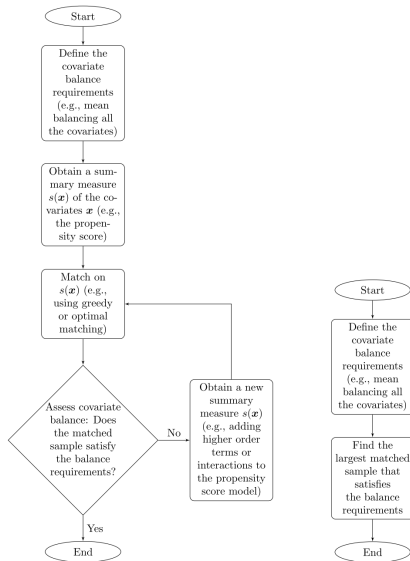 Start
Define the
covariate
balance
requirements
(e.g., mean
balancing all
the covariates)
Obtain a sum-
mary measure
s(x) of the co-
variates x (e.g.,
the propen-
sity score)
Match on
s(x) (e.g.,
using greedy
or optimal
matching)
Assess covariate
balance: Does
the matched
sample satisfy
the balance
requirements?
No
Obtain a new
summary
measure s(x)
(e.g., adding
higher order
terms or
interactions to
the propensity
score model)
Yes
End
Start
Define the
covariate
balance
requirements
(e.g., mean
balancing all
the covariates)
Find the
largest matched
sample that
satisfies
the balance
requirements
End